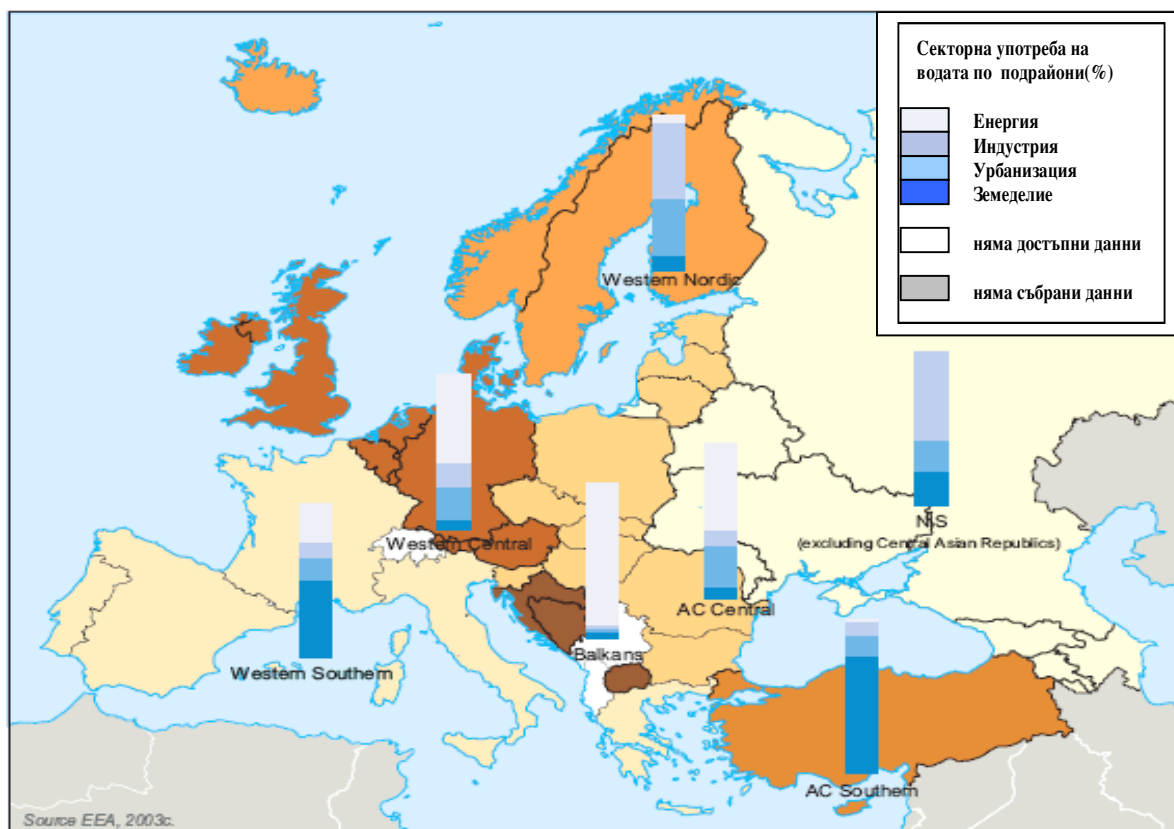 Секторна употреба на
водата по подрайони(%)
Енергия
Индустрия
Урбанизация
Земеделие
няма достъпни данни
няма събрани данни
Western Nordic
NIS
(excluding Central Asian Republics)
Western Central
AC Central
Balkans
Western Southern
AC Southern
Source EEA, 2003c.